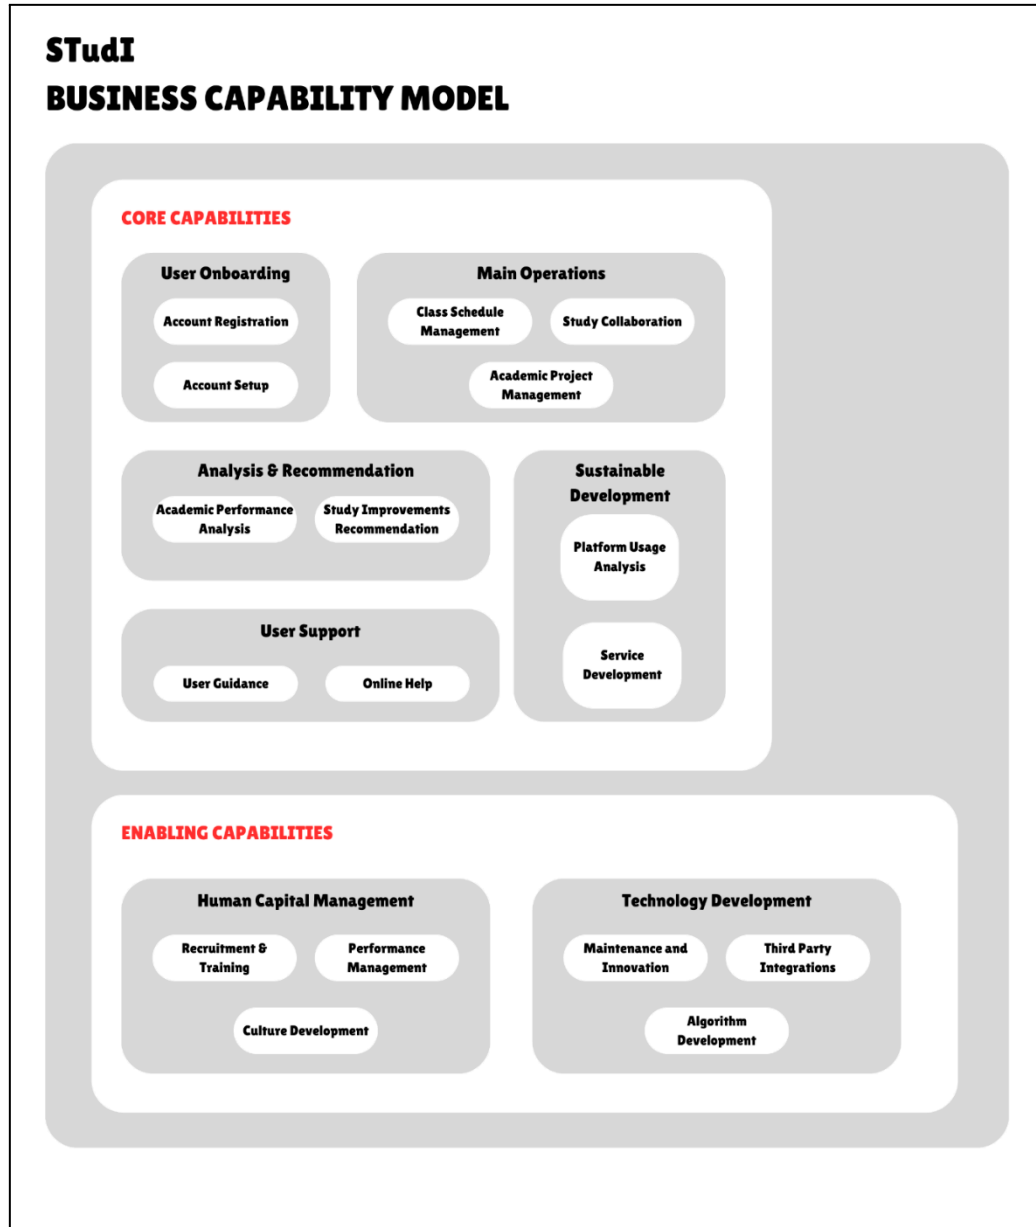 STudI
BUSINESS CAPABILITY MODEL
CORE CAPABILITIES
User Onboarding
Account Registration
Account Setup
Main Operations
Class Schedule
Management
Study Collaboration
Academic Project
Management
Analysis & Recommendation
Academic Performance
Analysis
Study Improvements
Recommendation
Sustainable
Development
Platform Usage
Analysis
Service
Development
User Support
User Guidance
Online Help
ENABLING CAPABILITIES
Human Capital Management
Recruitment &
Training
Performance
Management
Culture Development
Technology Development
Maintenance and
Innovation
Third Party
Integrations
Algorithm
Development